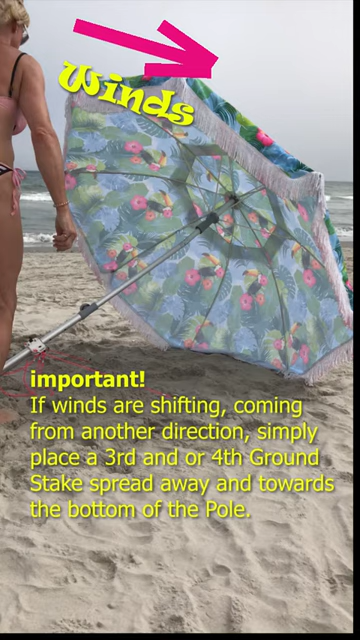 Winds
important!
If winds are shifting, coming
from another direction, simply
place a 3rd and or 4th Ground
Stake spread away and towards
the bottom of the Pole.